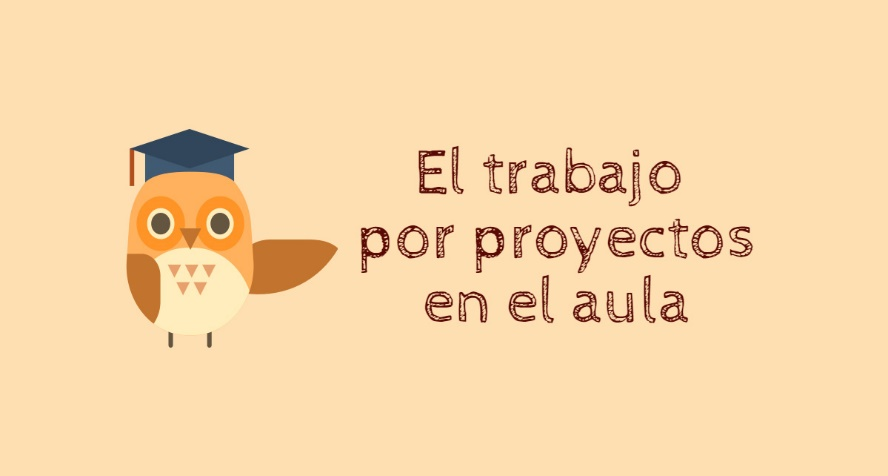 El trabajo
por proyectos
en el aula